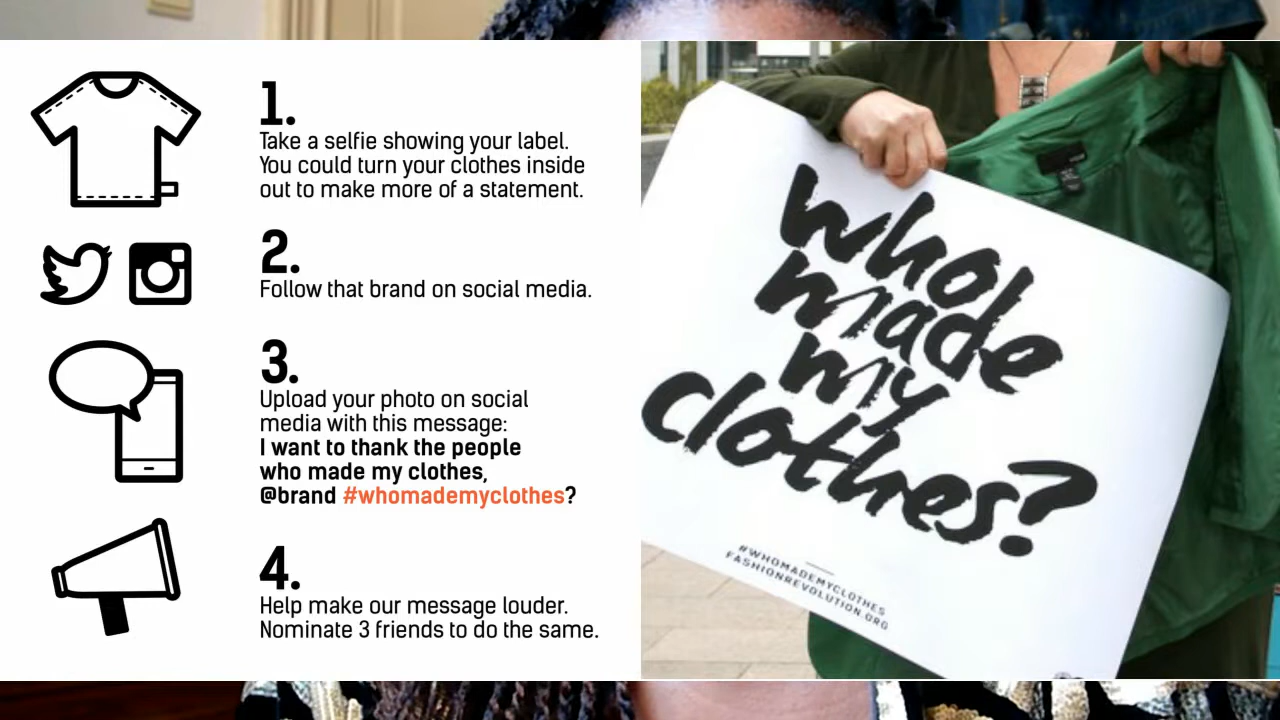 1.
Take a selfie showing your label.
You could turn your clothes inside
out to make more of a statement.
2.
Follow that brand on social media.
3.
Upload your photo on social
media with this message:
I want to thank the people
who made my clothes,
@brand #whomademyclothes?
4.
Help make our message louder.
Nominate 3 friends to do the same.
who
made
my
clothes?
#WHOMADEMYCLOTHES
FASHIONREVOLUTION.ORG